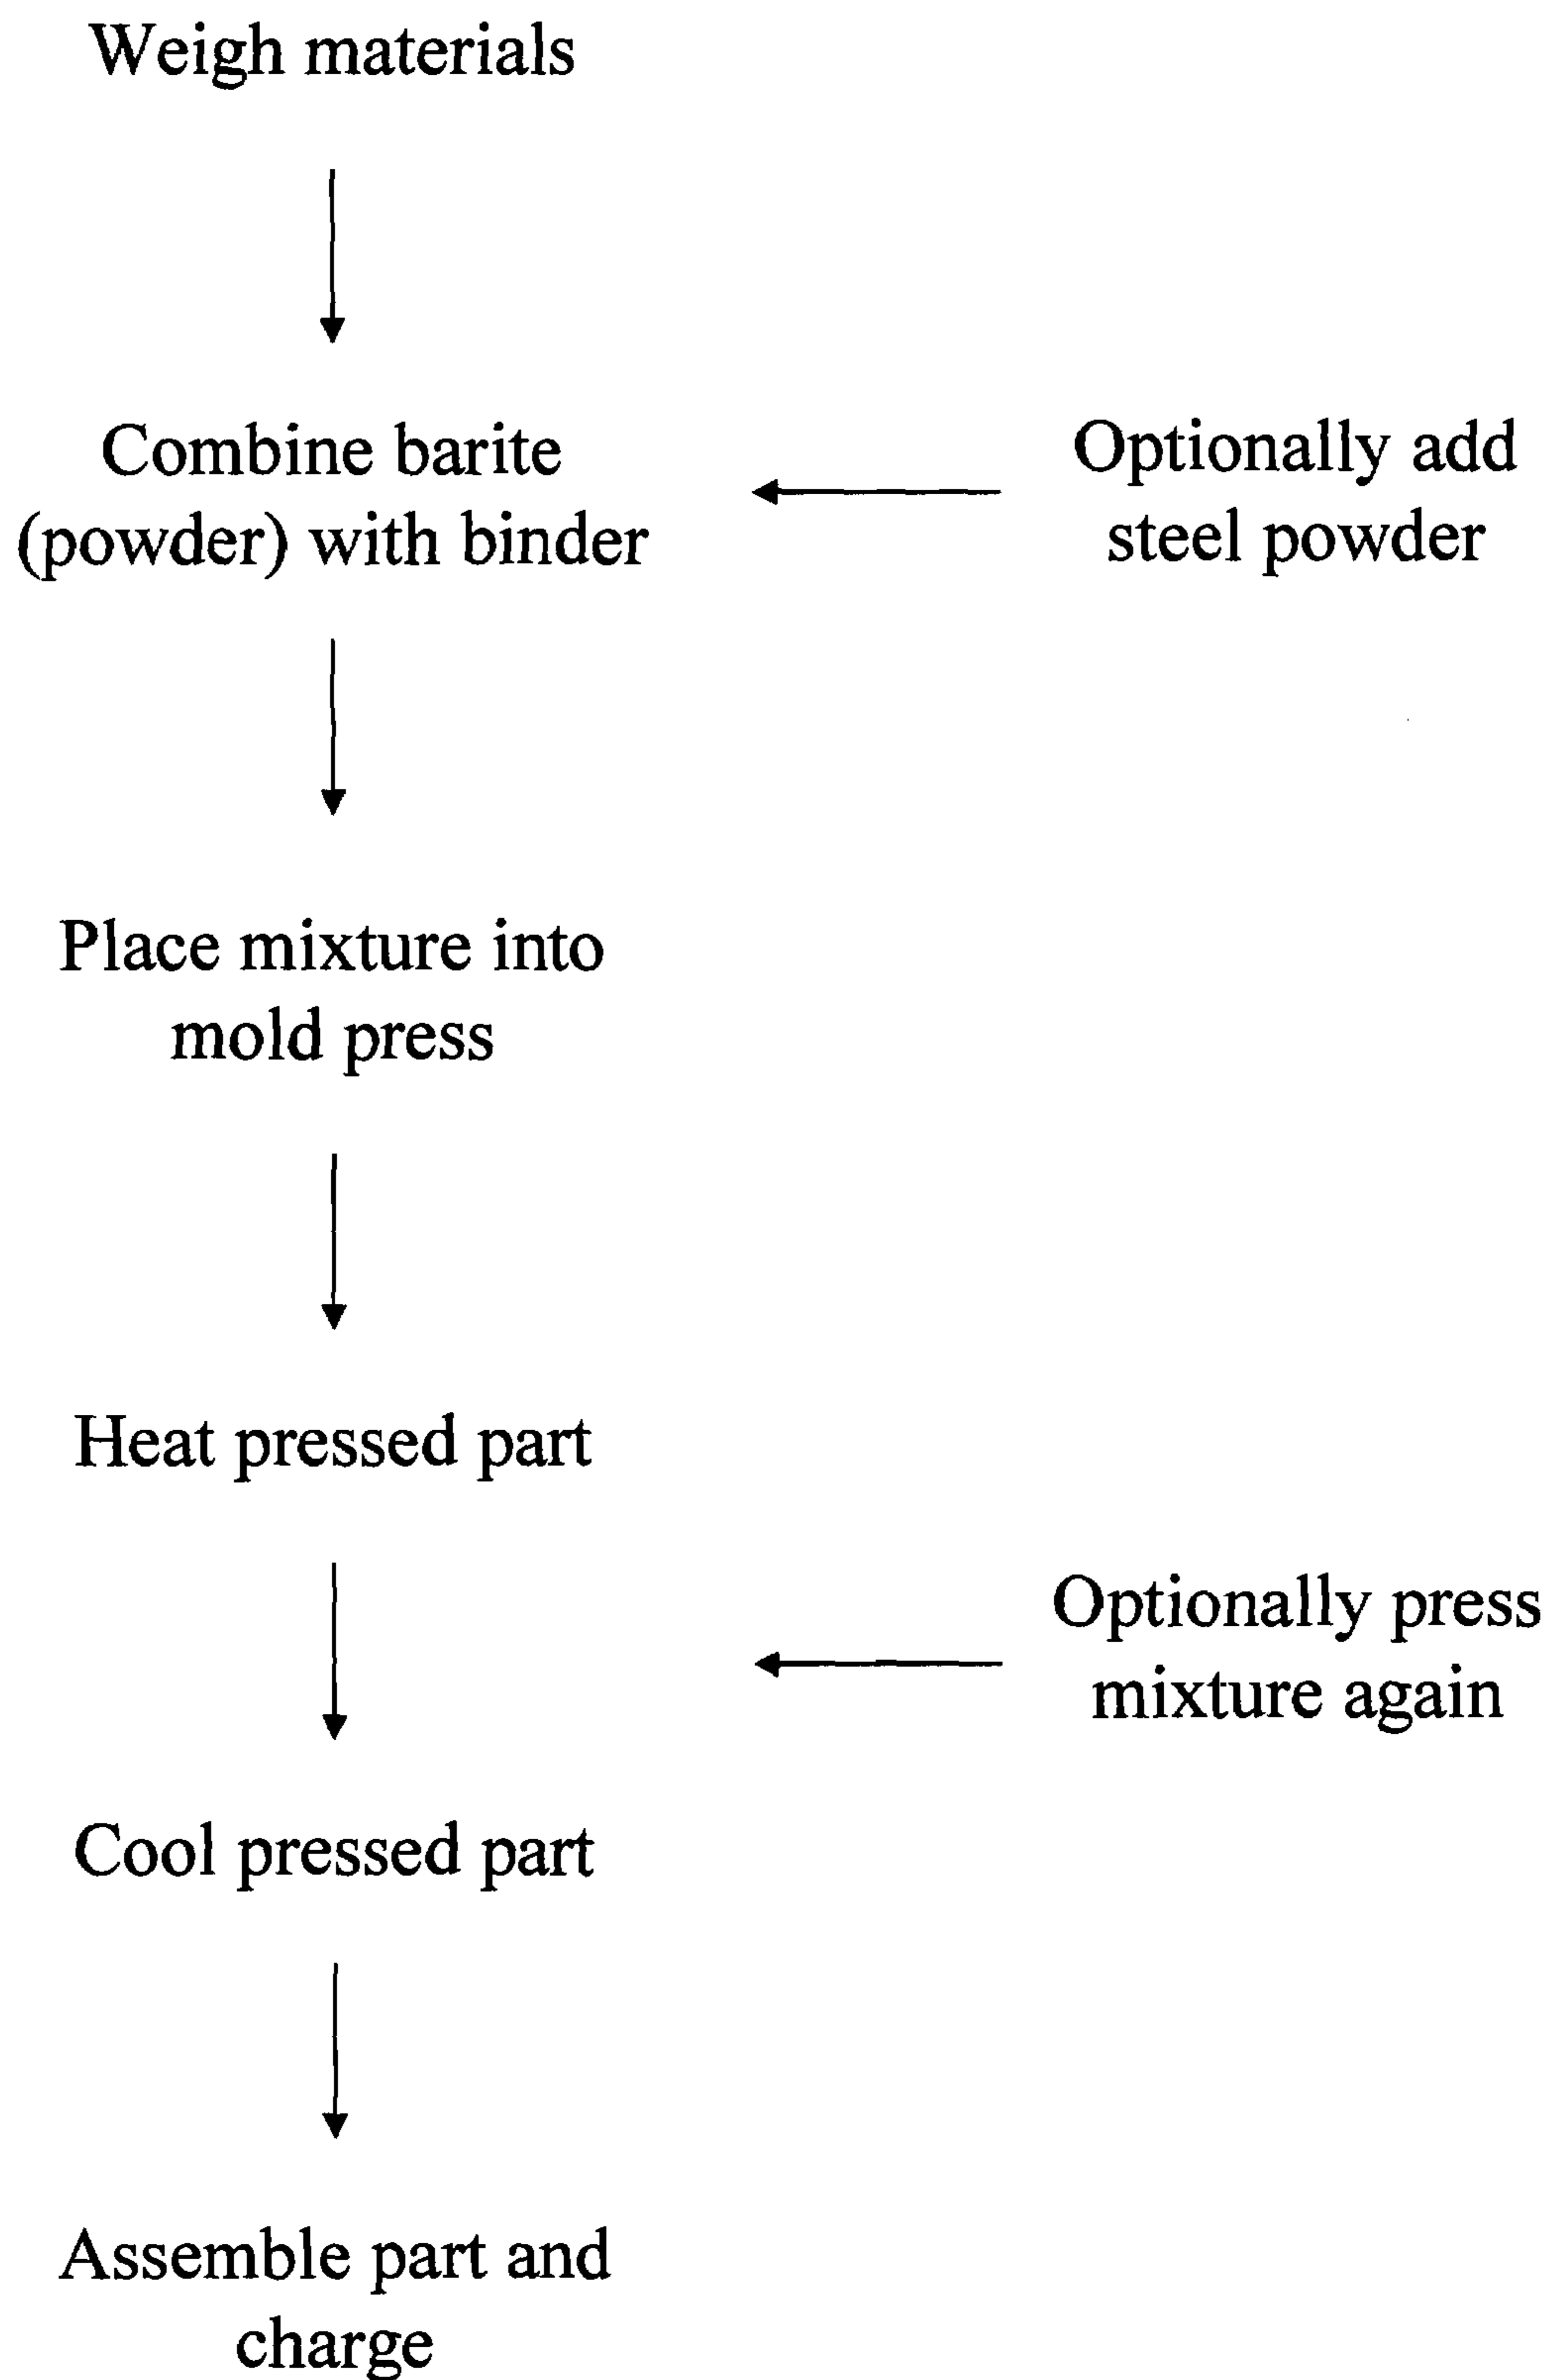 Weigh materials
Combine barite
(powder) with binder
Optionally add
steel powder
Place mixture into
mold press
Heat pressed part
Optionally press
mixture again
Cool pressed part
Assemble part and
charge